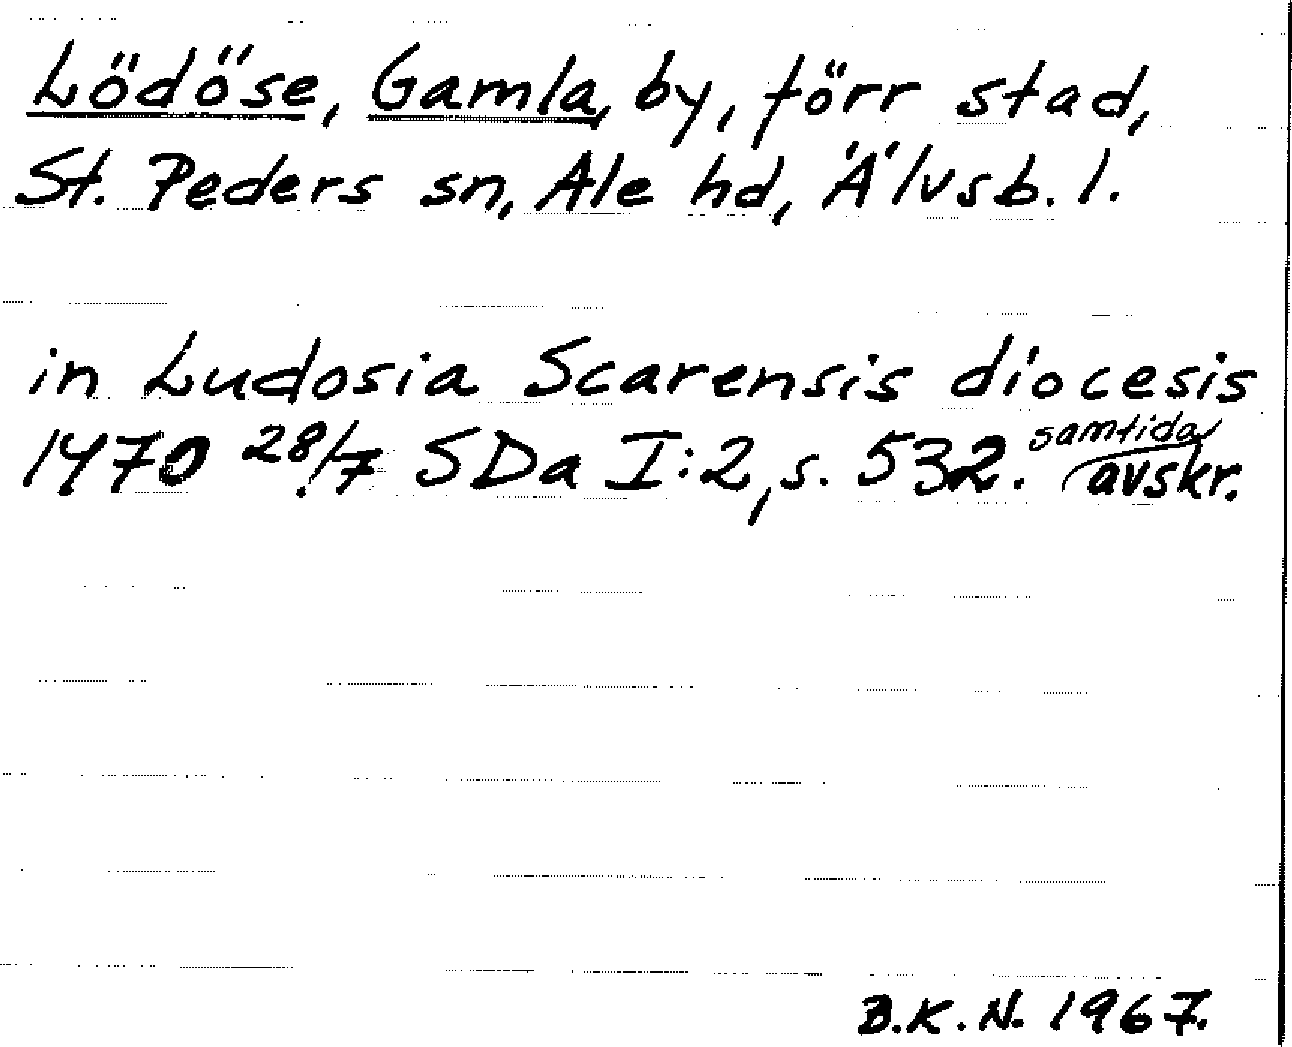 Lödöse, Gamla, by, förr stad,
St. Peders sn, Ale hd, Älvsb. l.
in Ludosia Scarensis diocesis
1470 28/7 SDa I:2, s. 532. samtida avskr.
B.K.N. 1967.